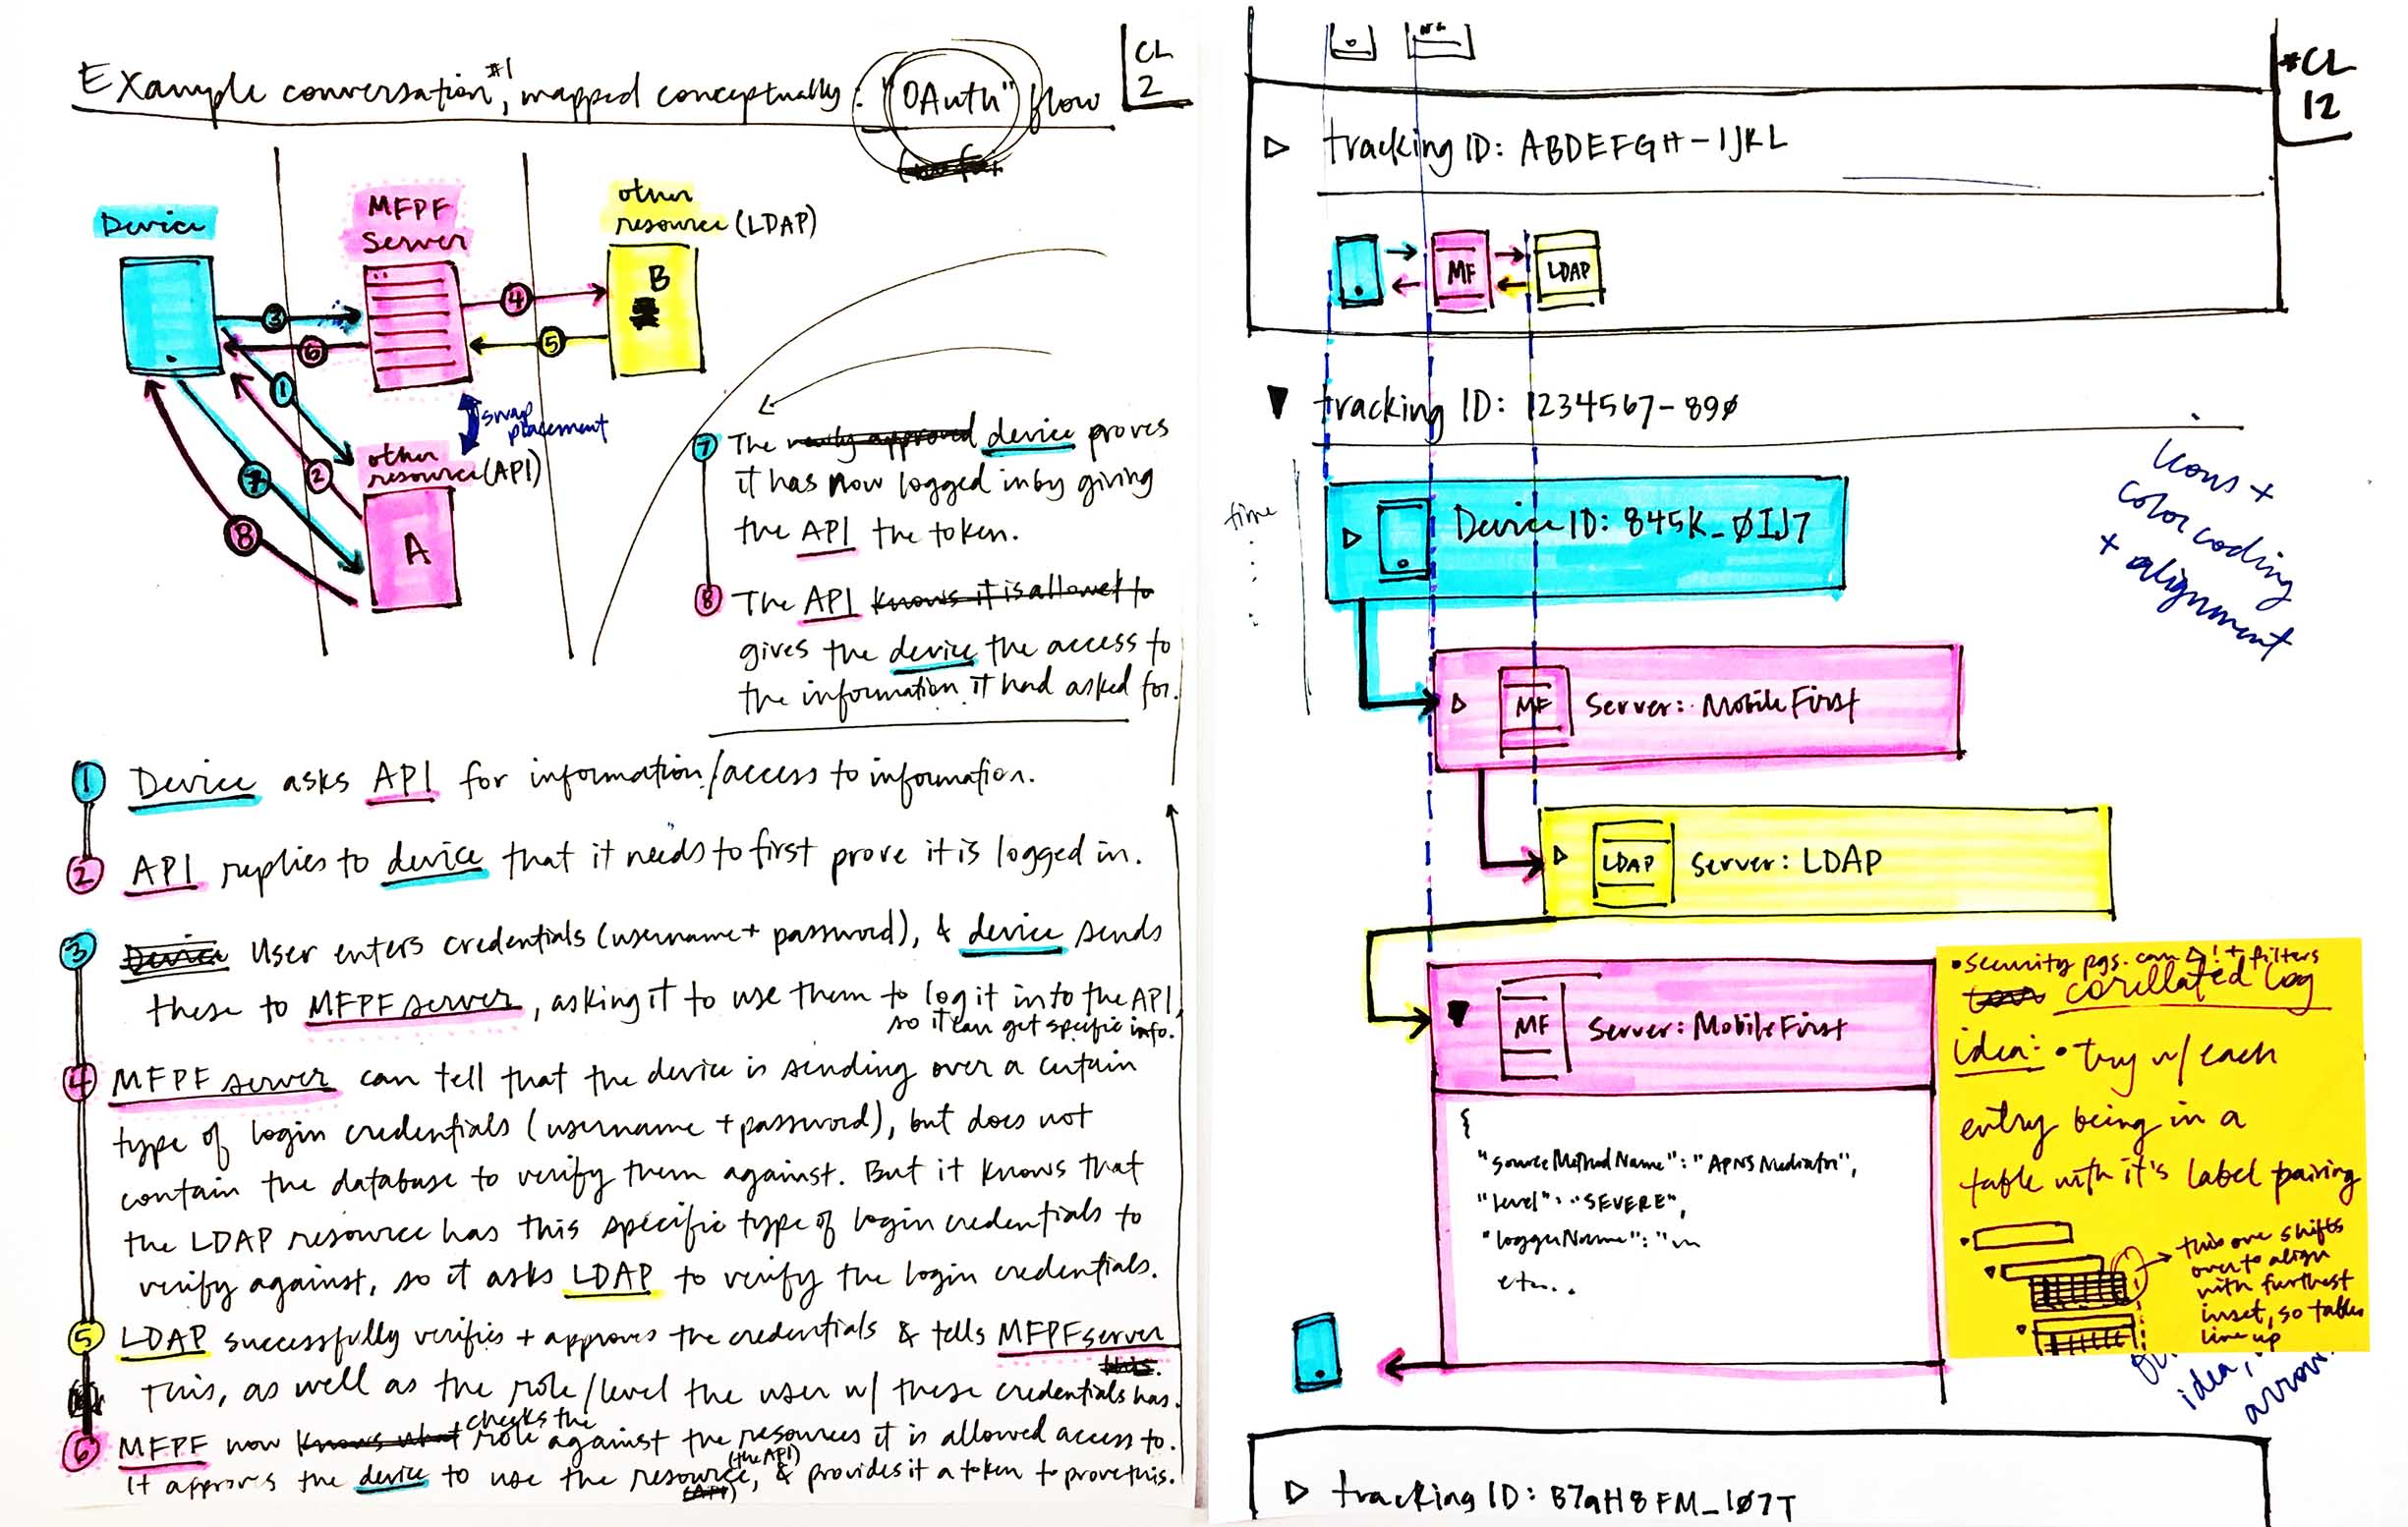 Example conversation #1, mapped conceptually: "OAuth" flow
CL
2
Device
MFPF
Server
other
resource (LDAP)
B
3
4
6
5
1
swap
placement
other
resource (API)
7
2
8
A
7 The newly approved device proves
it has now logged in by giving
the API the token.
8 The API knows it is allowed to
gives the device the access to
the information it had asked for.
1 Device asks API for information/access to information.
2 API replies to device that it needs to first prove it is logged in.
3 Device User enters credentials (username + password), & device sends
these to MFPF server, asking it to use them to log it into the API,
so it can get specific info.
4 MFPF server can tell that the device is sending over a certain
type of login credentials (username + password), but does not
contain the database to verify them against. But it knows that
the LDAP resource has this specific type of login credentials to
verify against, so it asks LDAP to verify the login credentials.
5 LDAP successfully verifies + approves the credentials & tells MFPF server
this.
This, as well as the role/level the user w/ these credentials has.
6 MFPF now knows what checks the role against the resources it is allowed access to.
It approves the device to use the resource (the API), & provides it a token to prove this.
(API)
*CL
12
tracking ID: ABDEFGH-IJKL
MF
LDAP
tracking ID: 1234567-890
time
Device ID: 845K_0IJ7
icons +
color coding
+ alignment
MF Server: MobileFirst
LDAP Server: LDAP
MF Server: MobileFirst
{
"sourceMethodName": "APNS Mediator",
"level": "SEVERE",
"loggerName": "
etc...
• security pgs. can + filters
corellated log
idea: • try w/ each
entry being in a
table with it's label pairing
this one shifts
over to align
with furthest
inset, so tables
line up
idea,
arrow
tracking ID: B7aH8FM_107T